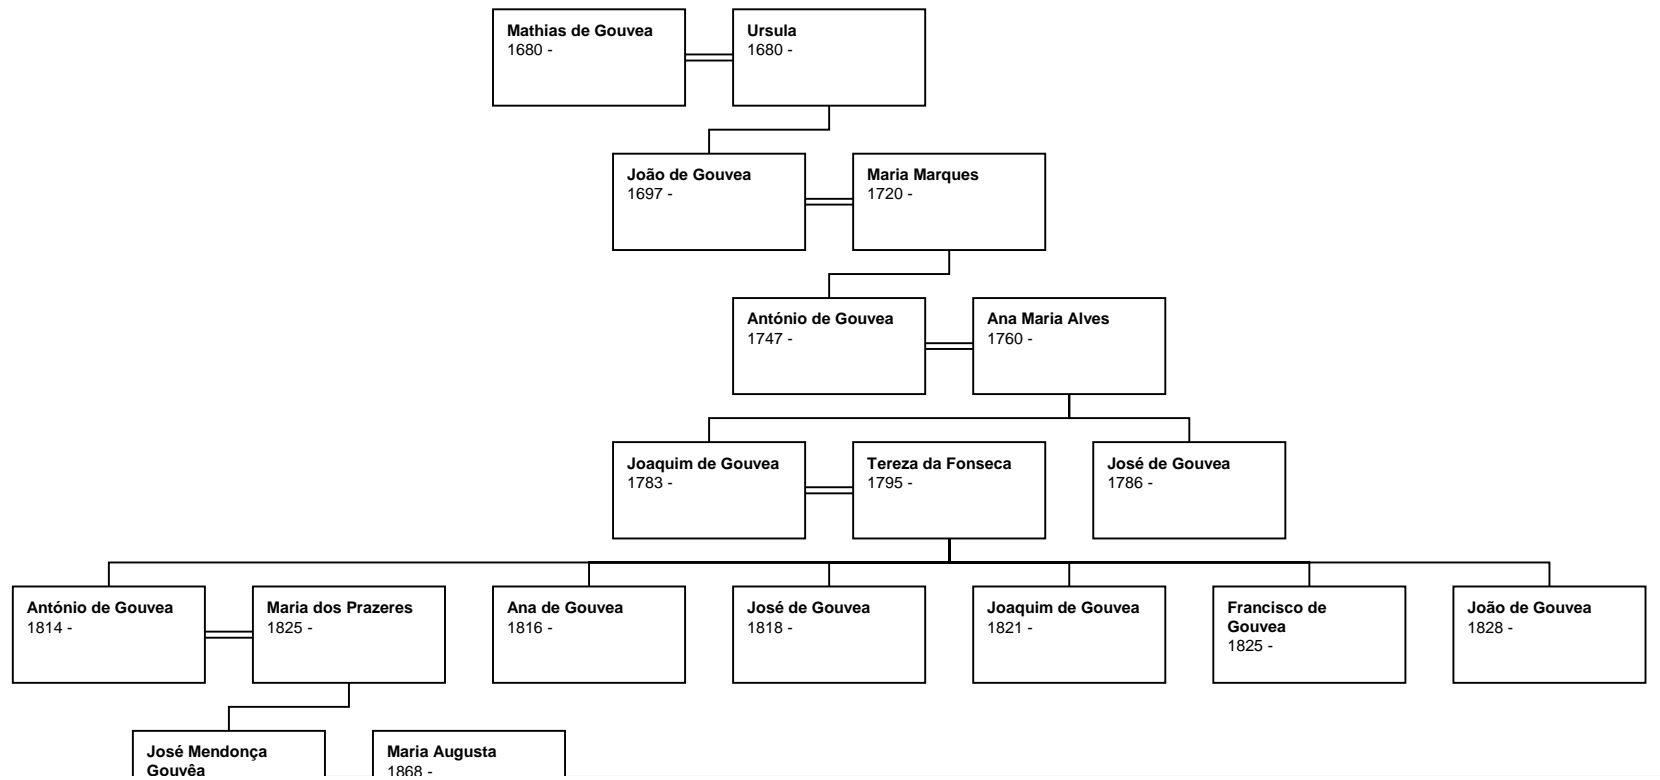 Mathias de Gouvea
1680 -
Ursula
1680 -
João de Gouvea
1697 -
Maria Marques
1720 -
António de Gouvea
1747 -
Ana Maria Alves
1760 -
Joaquim de Gouvea
1783 -
Tereza da Fonseca
1795 -
José de Gouvea
1786 -
António de Gouvea
1814 -
Maria dos Prazeres
1825 -
Ana de Gouvea
1816 -
José de Gouvea
1818 -
Joaquim de Gouvea
1821 -
Francisco de
Gouvea
1825 -
João de Gouvea
1828 -
José Mendonça
Gouvêa
Maria Augusta
1868 -